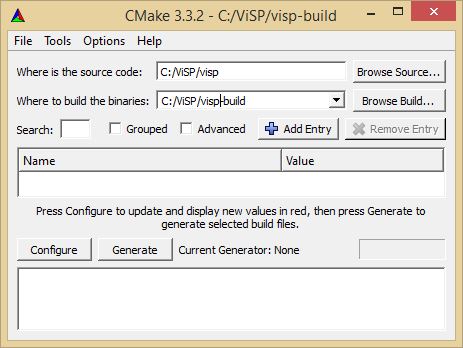 CMake 3.3.2 - C:/ViSP/visp-build
File Tools Options Help
Where is the source code: C:/ViSP/visp Browse Source...
Where to build the binaries: C:/ViSP/visp-build Browse Build...
Search: Grouped Advanced Add Entry Remove Entry
Name Value
Press Configure to update and display new values in red, then press Generate to
generate selected build files.
Configure Generate Current Generator: None